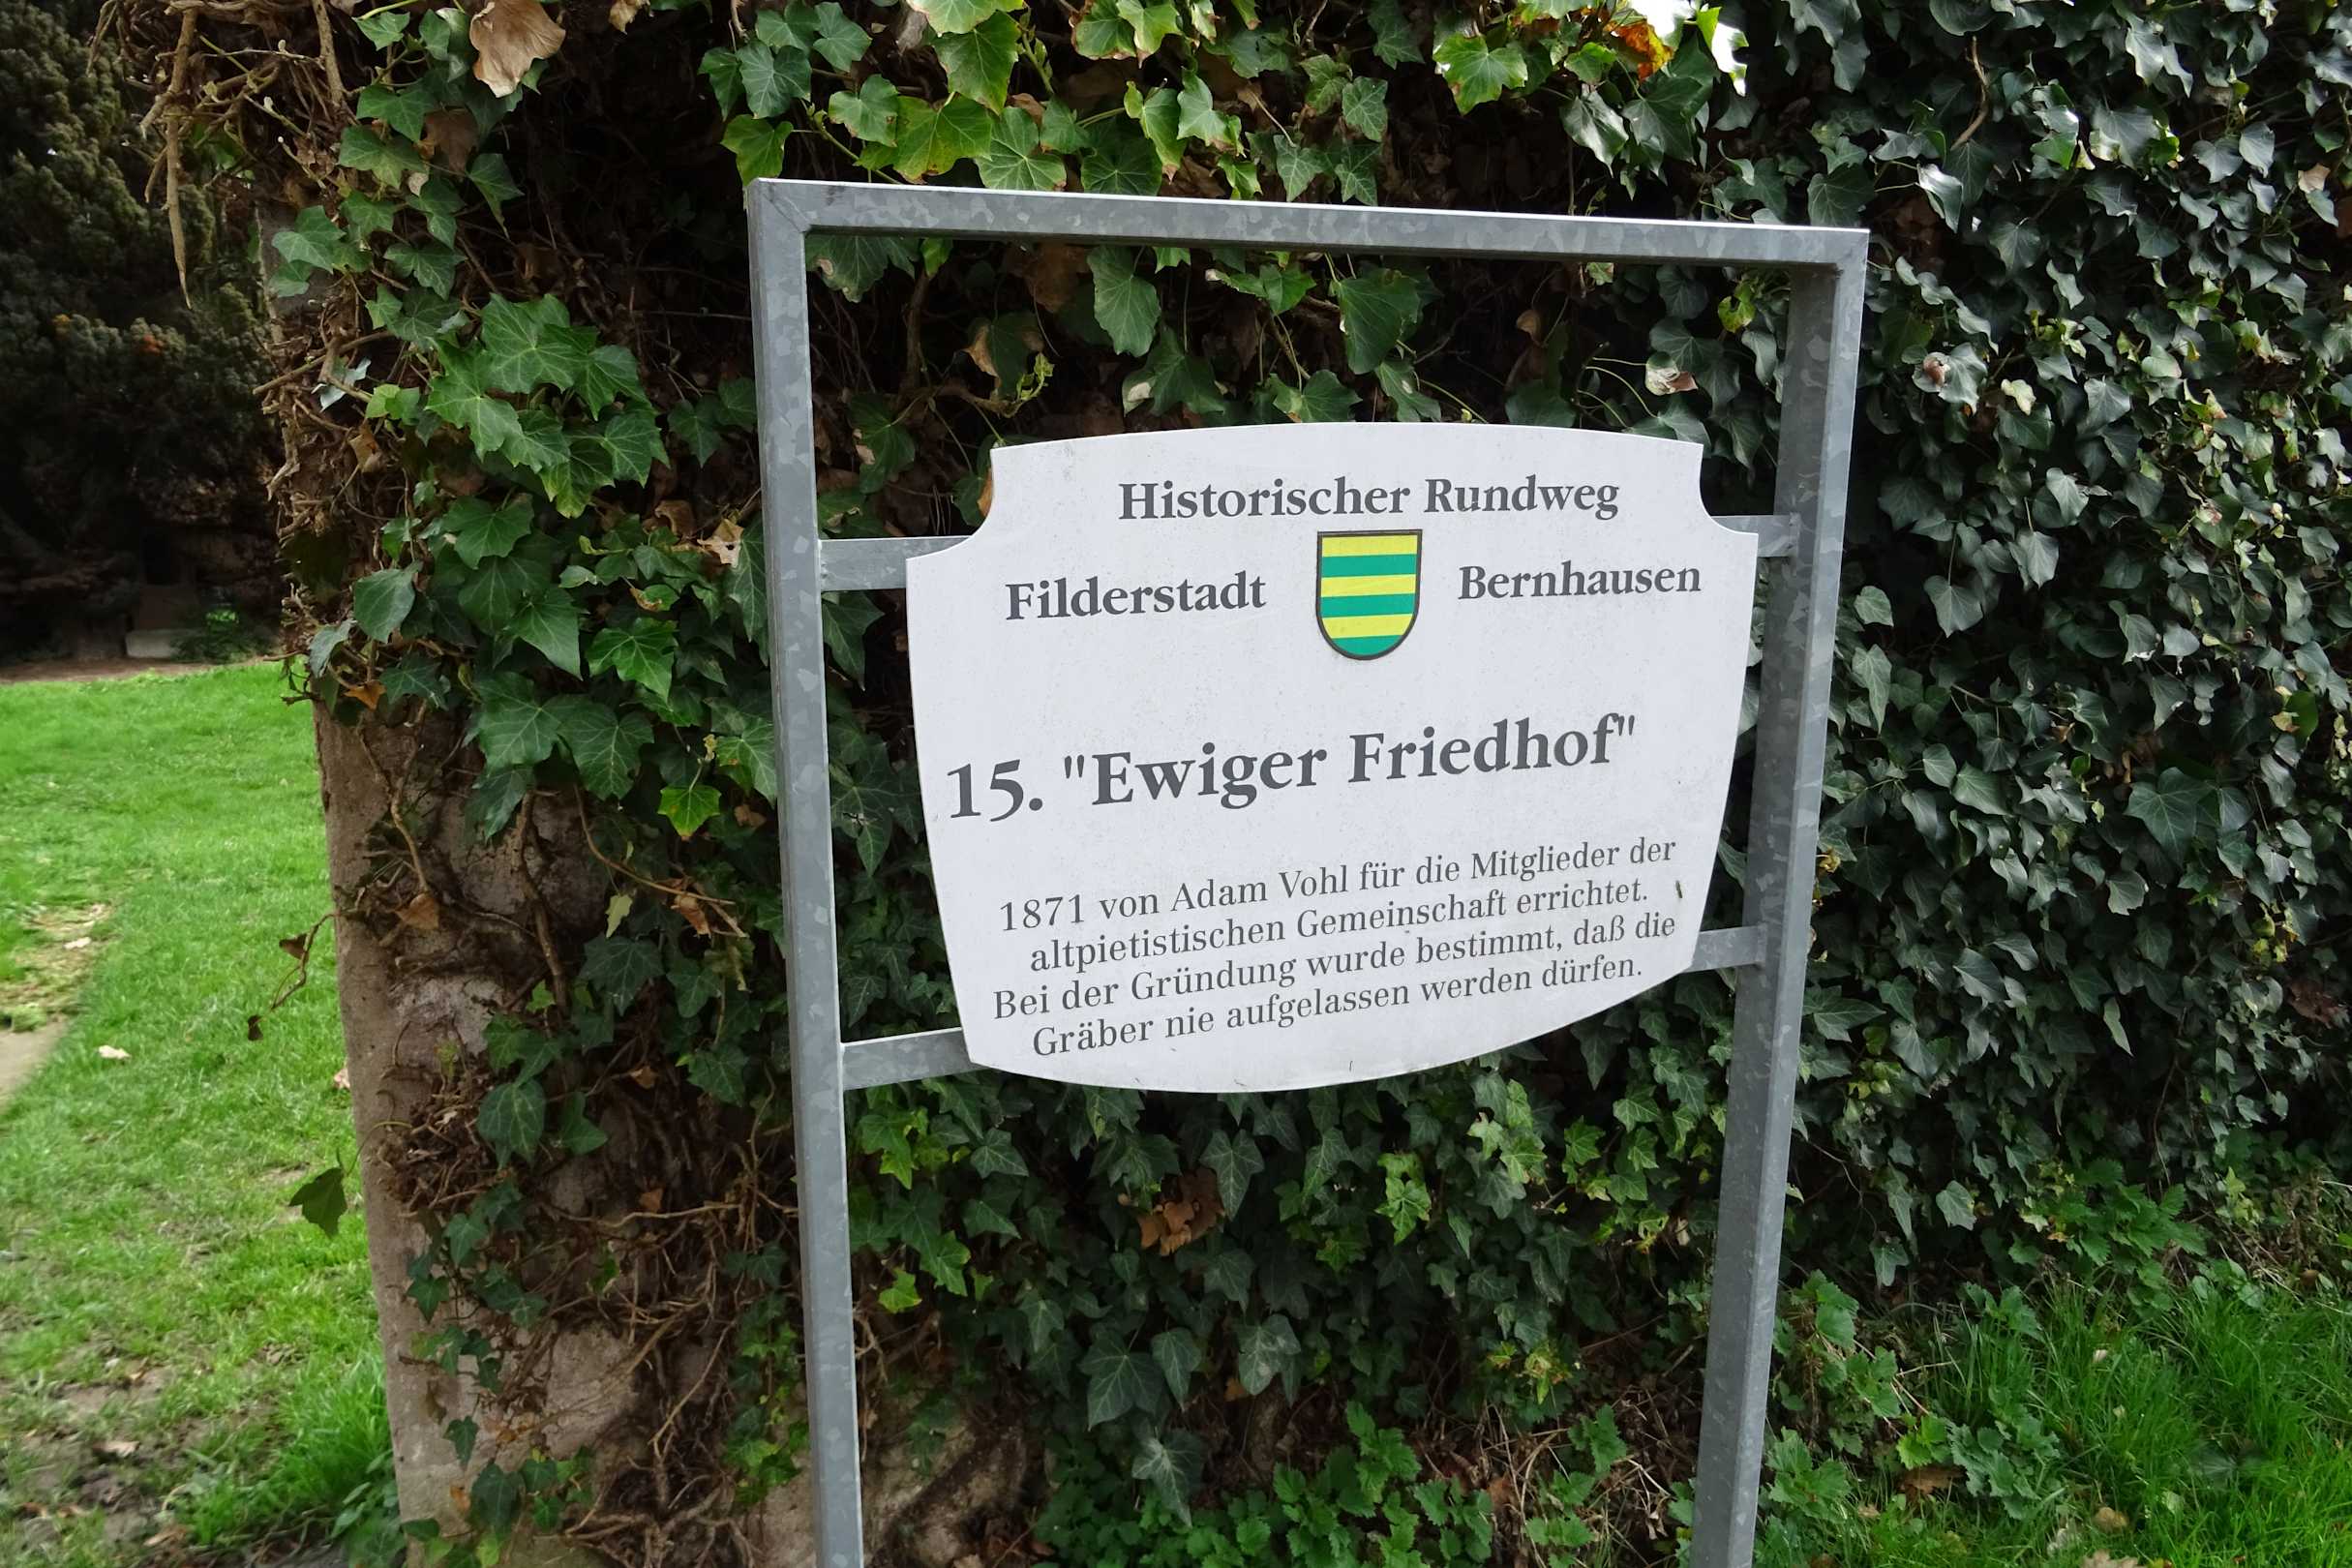 Historischer Rundweg
Filderstadt Bernhausen
15. "Ewiger Friedhof"
1871 von Adam Vohl für die Mitglieder der
altpietistischen Gemeinschaft errichtet.
Bei der Gründung wurde bestimmt, daß die
Gräber nie aufgelassen werden dürfen.